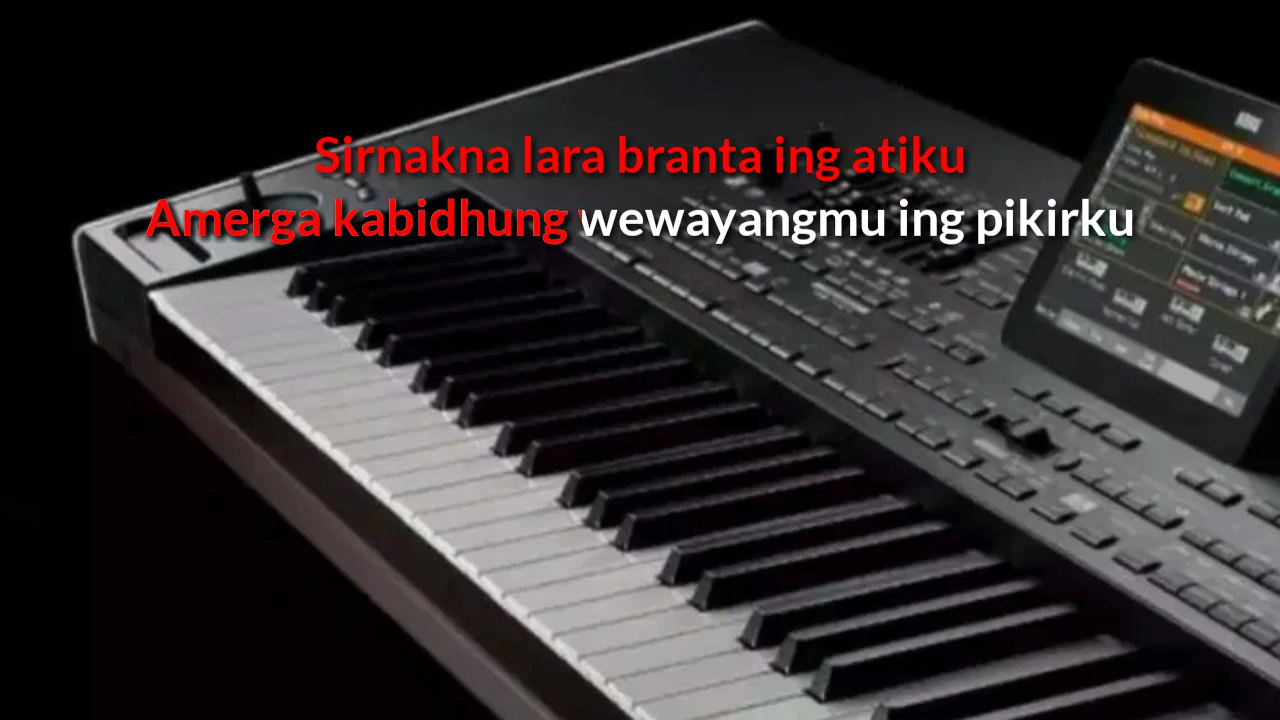 Sirnakna lara branta ing atiku
Amerga kabidhung wewayangmu ing pikirku